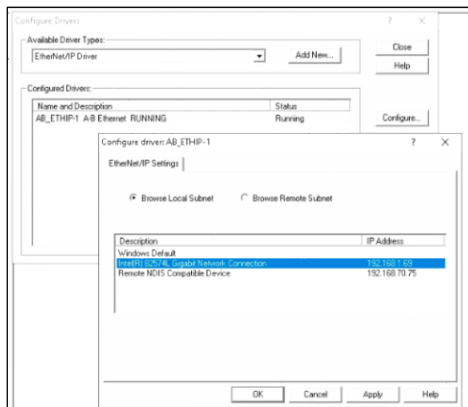 Configure Drivers
Available Driver Types:
EtherNet/IP Driver
Add New...
Close
Help
Configured Drivers:
Name and Description Status
AB_ETHIP-1 A-B Ethernet RUNNING Running
Configure...
Configure driver: AB_ETHIP-1
EtherNet/IP Settings
Browse Local Subnet Browse Remote Subnet
Description IP Address
Windows Default
Intel(R) 82574L Gigabit Network Connection 192.168.1.69
Remote NDIS Compatible Device 192.168.70.75
OK Cancel Apply Help